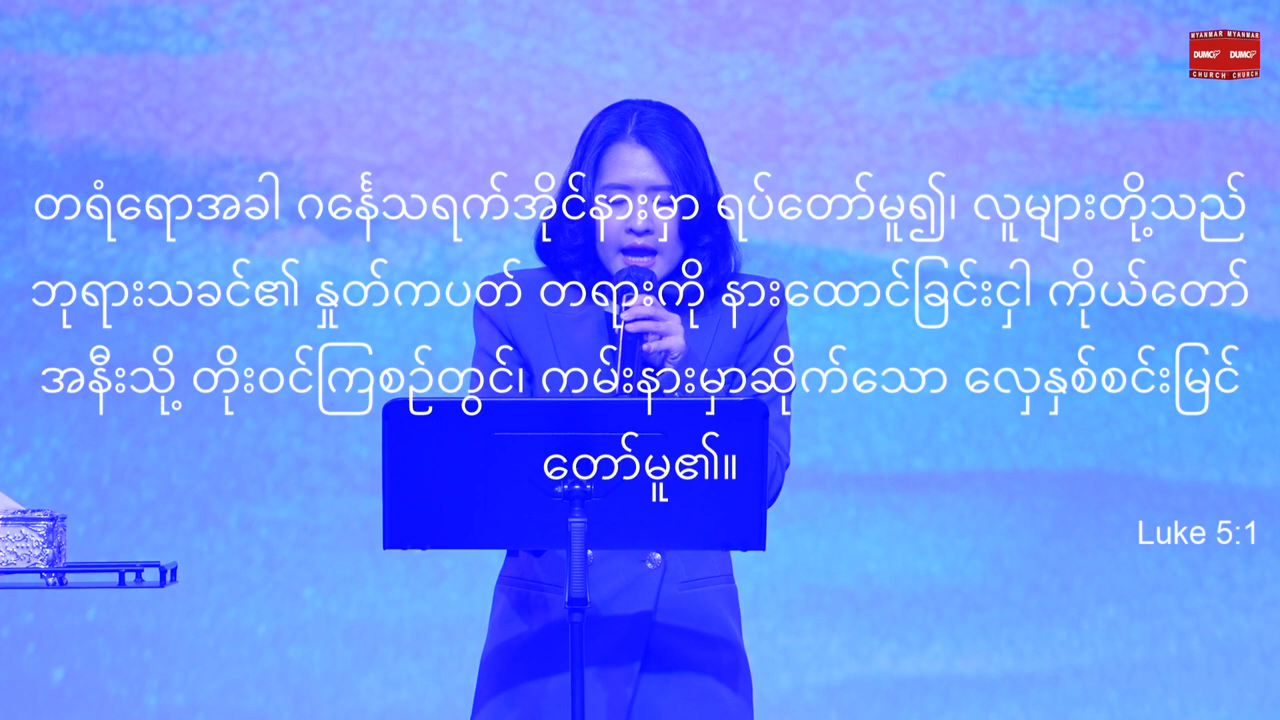 MYANMAR MYANMAR
DUMC DUMC
CHURCH CHURCH
တရံရောအခါ ဂင်္နေသရက်အိုင်နားမှာ ရပ်တော်မူ၍၊ လူများတို့သည်
ဘုရားသခင်၏ နှုတ်ကပတ် တရားကို နားထောင်ခြင်းငှါ ကိုယ်တော်
အနီးသို့ တိုးဝင်ကြစဉ်တွင်၊ ကမ်းနားမှာဆိုက်သော လှေနှစ်စင်းမြင်
တော်မူ၏။
Luke 5:1